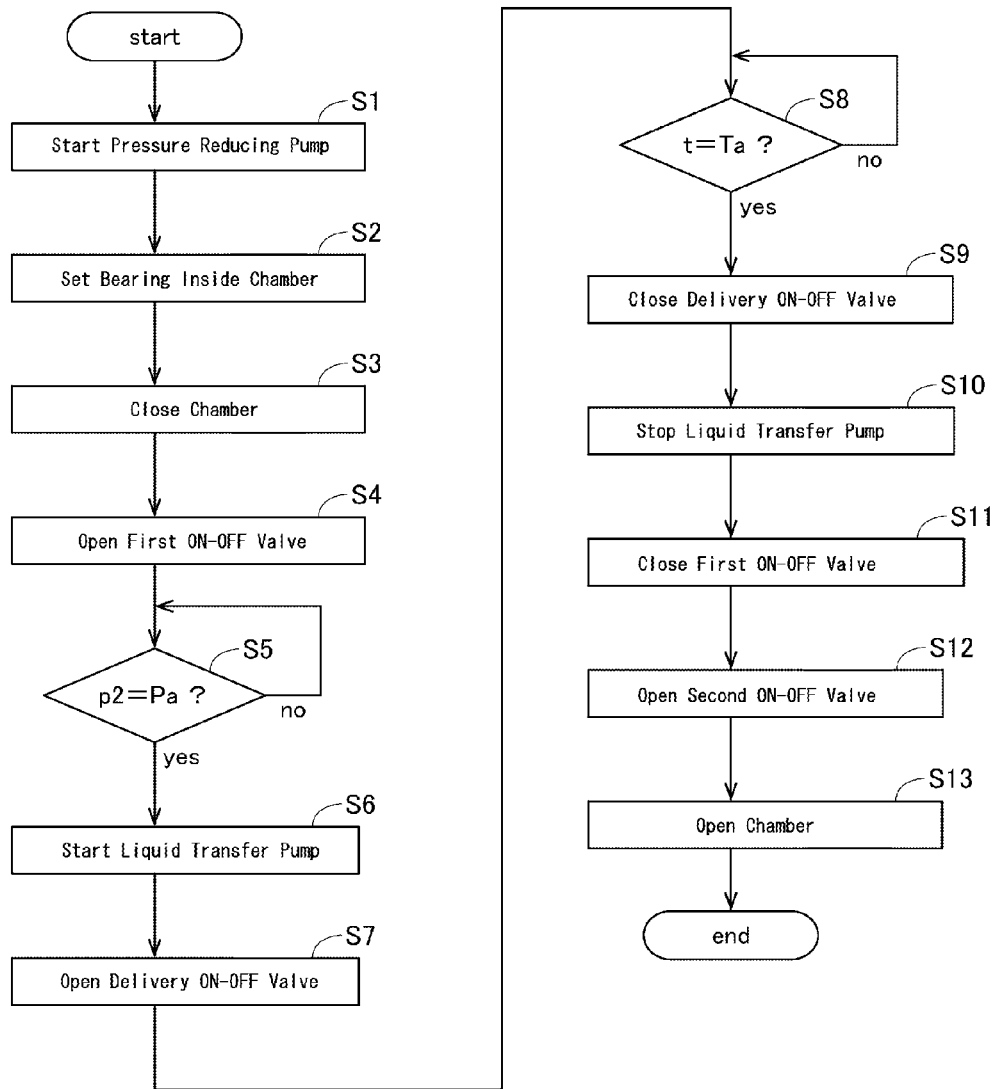 start
S1
Start Pressure Reducing Pump
S2
Set Bearing Inside Chamber
S3
Close Chamber
S4
Open First ON-OFF Valve
S5
p2=Pa ?
no
yes
S6
Start Liquid Transfer Pump
S7
Open Delivery ON-OFF Valve
S8
t=Ta ?
no
yes
S9
Close Delivery ON-OFF Valve
S10
Stop Liquid Transfer Pump
S11
Close First ON-OFF Valve
S12
Open Second ON-OFF Valve
S13
Open Chamber
end